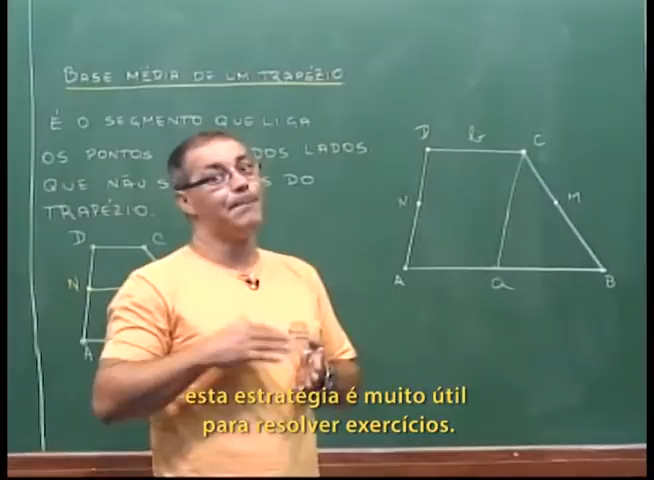 BASE MÉDIA DE UM TRAPÉZIO
É O SEGMENTO QUE LIGA
OS PONTOS DOS LADOS
QUE NÃO DO
TRAPÉZIO.
D C
N
A
D b C
N M
A a B
esta estratégia é muito útil
para resolver exercícios.